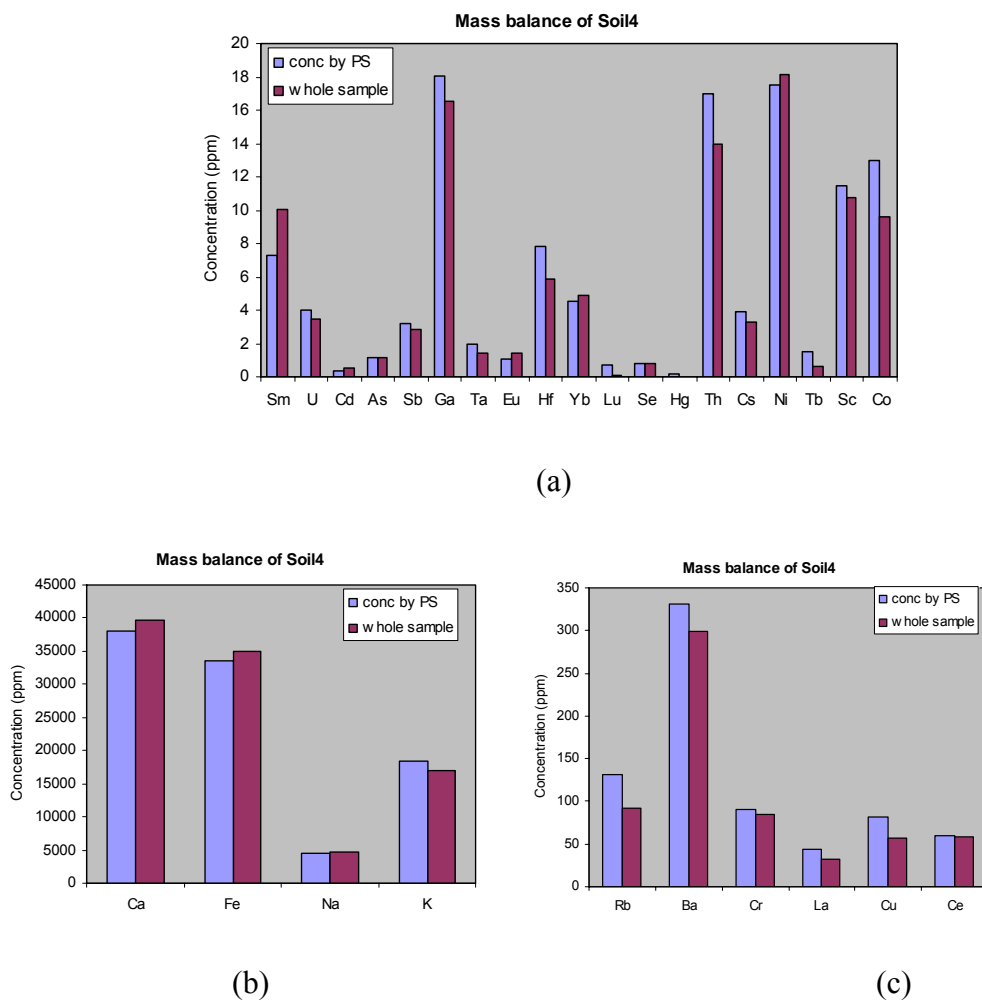 Mass balance of Soil4
conc by PS
w hole sample
Concentration (ppm)
20
18
16
14
12
10
8
6
4
2
0
Sm U Cd As Sb Ga Ta Eu Hf Yb Lu Se Hg Th Cs Ni Tb Sc Co
(a)
Mass balance of Soil4
conc by PS
w hole sample
Concentration (ppm)
45000
40000
35000
30000
25000
20000
15000
10000
5000
0
Ca Fe Na K
(b)
Mass balance of Soil4
conc by PS
w hole sample
Concentration (ppm)
350
300
250
200
150
100
50
0
Rb Ba Cr La Cu Ce
(c)